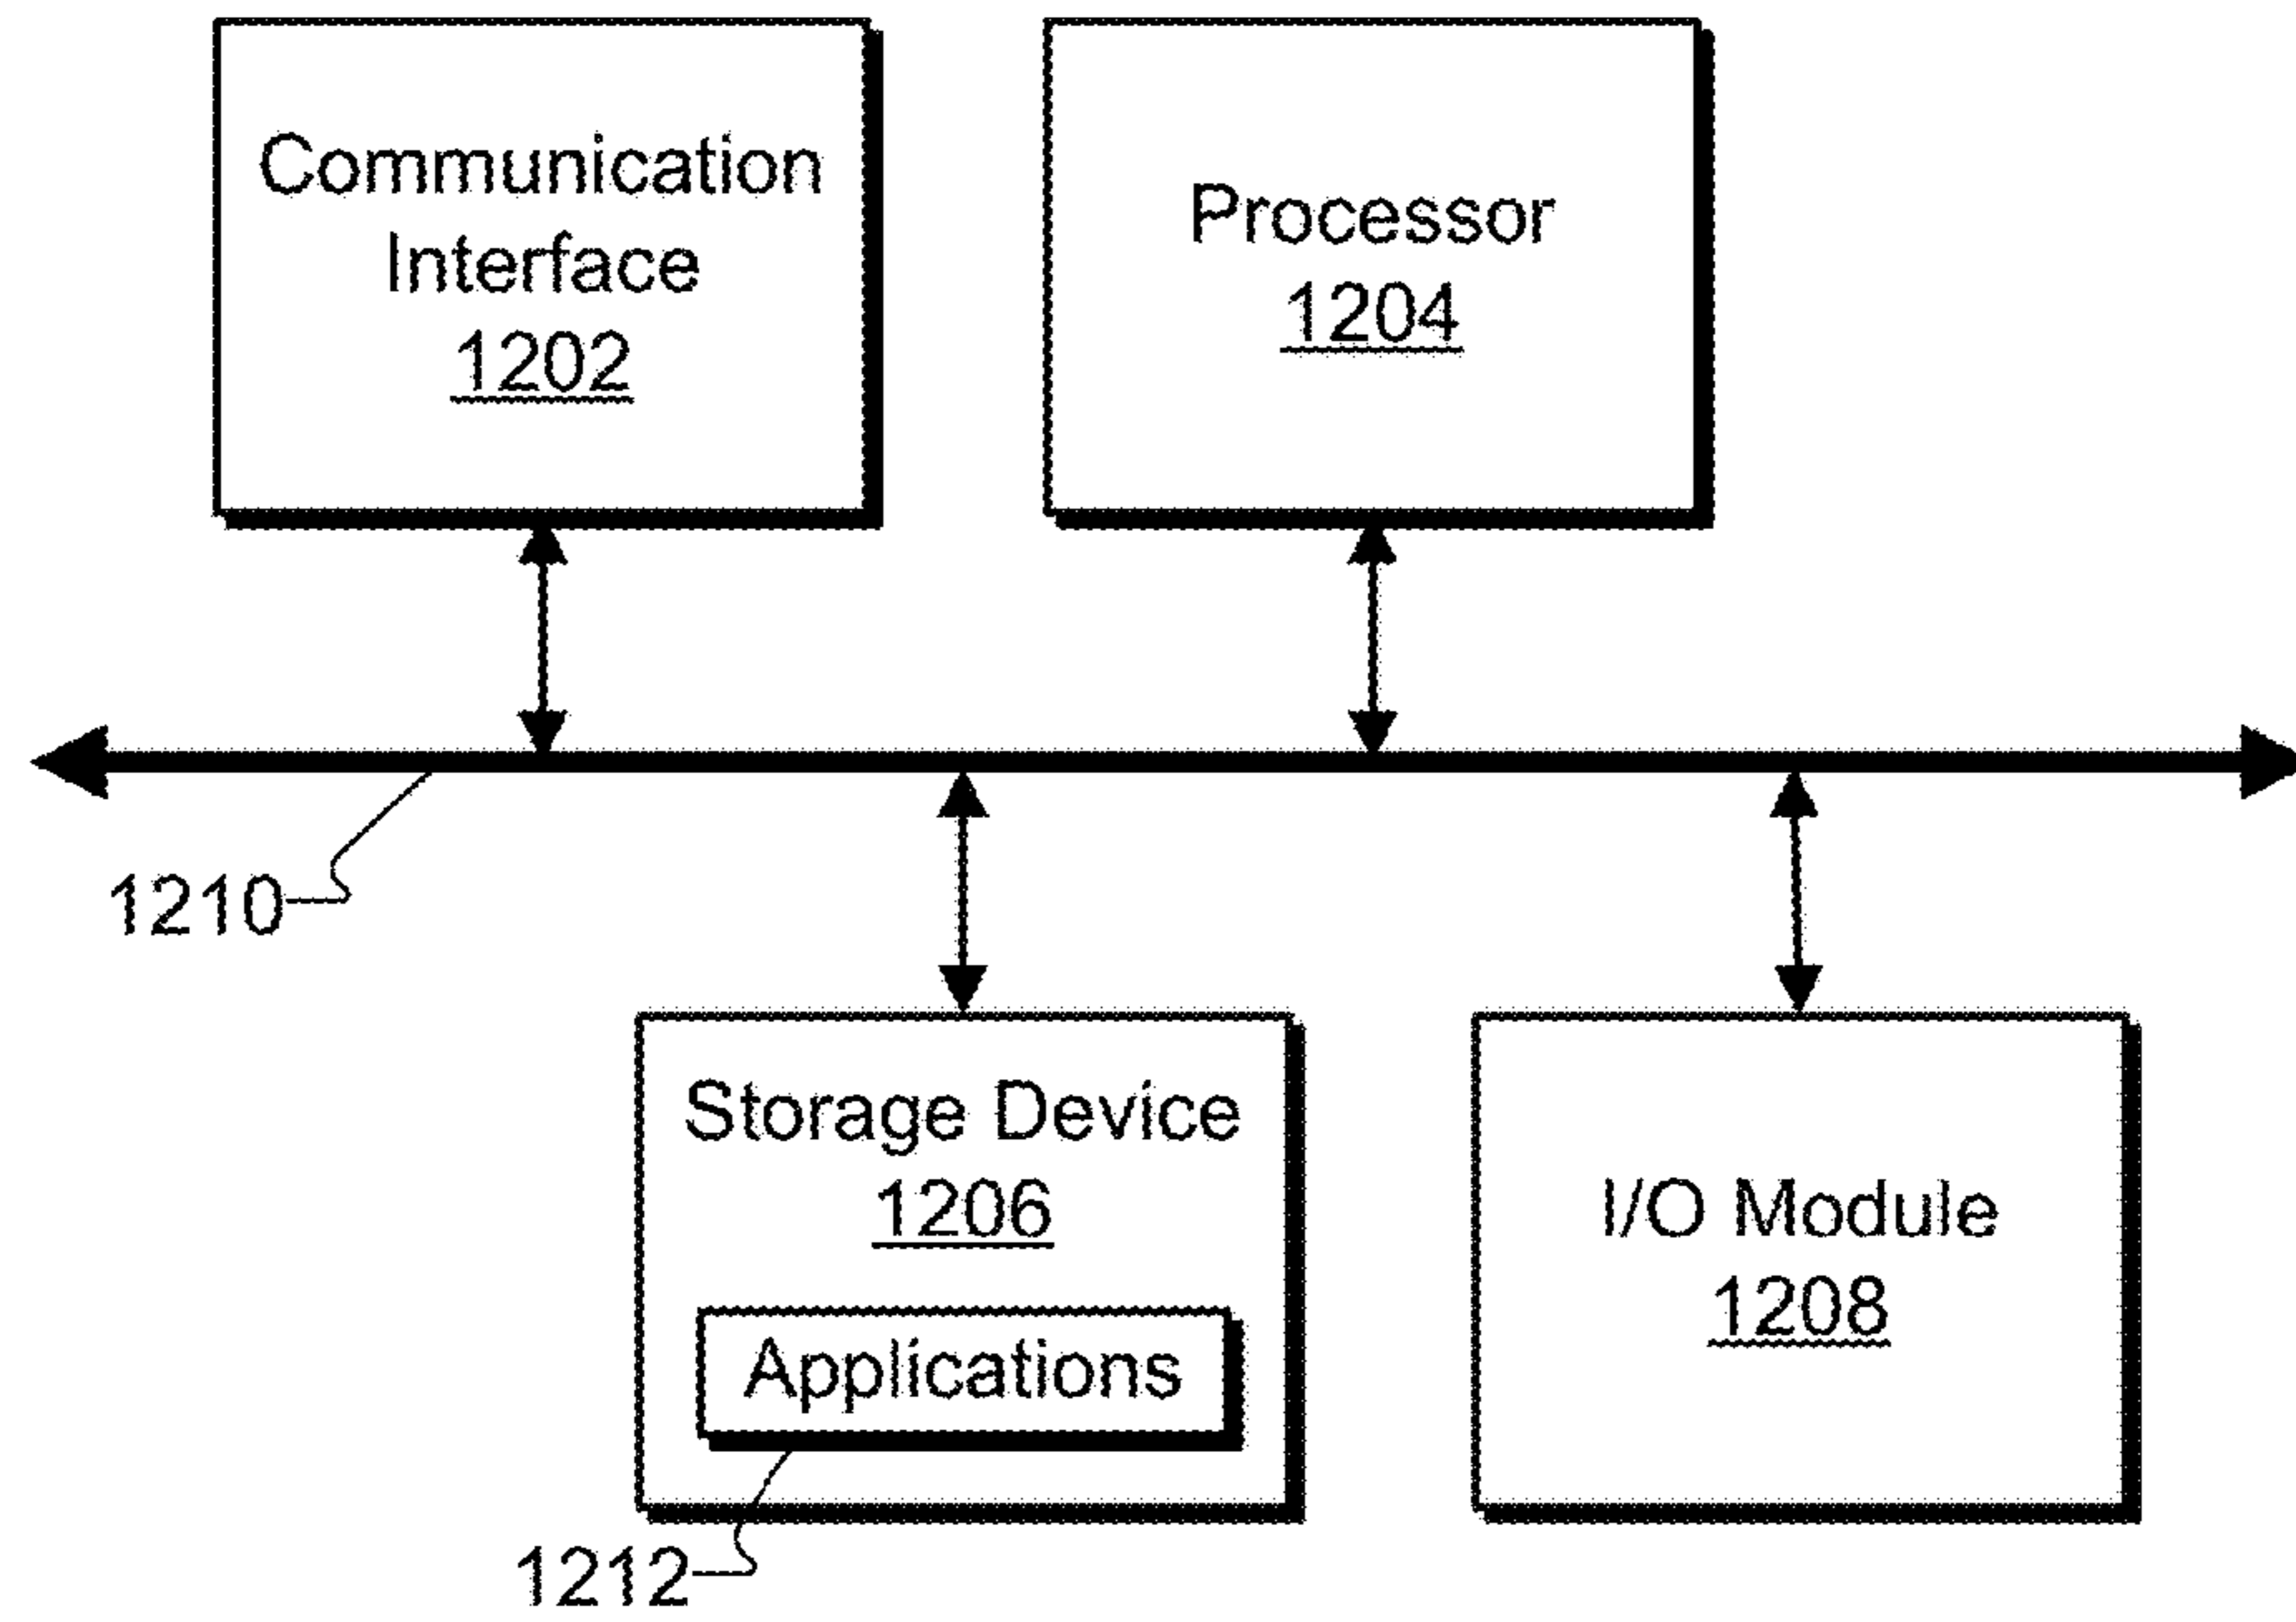 Communication
Interface
1202
Processor
1204
1210
Storage Device
1206
Applications
1212
I/O Module
1208